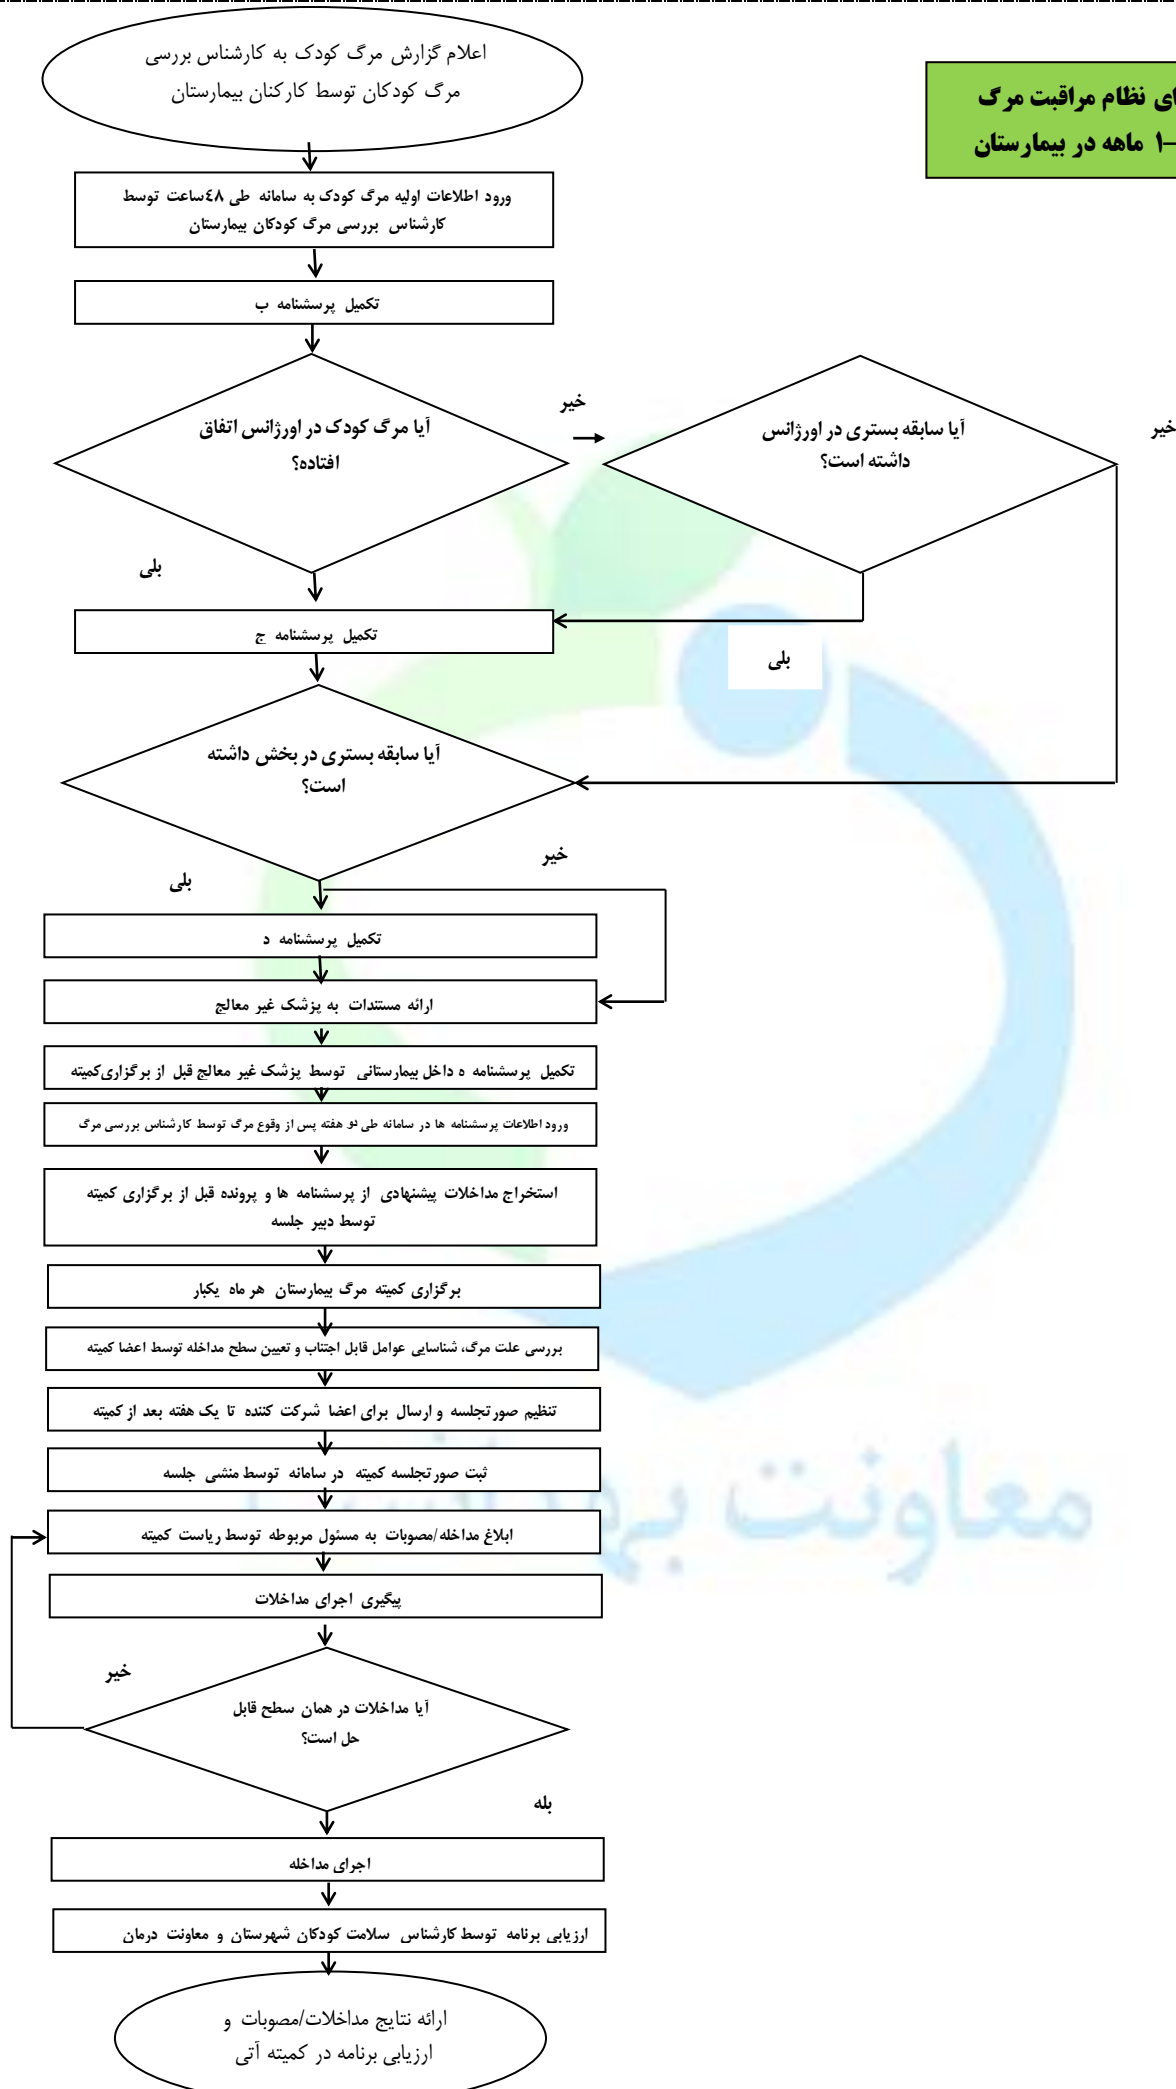 اعلام گزارش مرگ کودک به کارشناس بررسی
مرگ کودکان توسط کارکنان بیمارستان
ای نظام مراقبت مرگ
۱- ماهه در بیمارستان
ورود اطلاعات اولیه مرگ کودک به سامانه طی ٤٨ساعت توسط
کارشناس بررسی مرگ کودکان بیمارستان
تکمیل پرسشنامه ب
آیا مرگ کودک در اورژانس اتفاق
افتاده؟
خیر
آیا سابقه بستری در اورژانس
داشته است؟
خیر
بلی
تکمیل پرسشنامه ج
بلی
آیا سابقه بستری در بخش داشته
است؟
خیر
بلی
تکمیل پرسشنامه د
ارائه مستندات به پزشک غیر معالج
تکمیل پرسشنامه ه داخل بیمارستانی توسط پزشک غیر معالج قبل از برگزاری‌کمیته
ورود اطلاعات پرسشنامه ها در سامانه طی دو هفته پس از وقوع مرگ توسط کارشناس بررسی مرگ
استخراج مداخلات پیشنهادی از پرسشنامه ها و پرونده قبل از برگزاری کمیته
توسط دبیر جلسه
برگزاری کمیته مرگ بیمارستان هر ماه یکبار
بررسی علت مرگ، شناسایی عوامل قابل اجتناب و تعیین سطح مداخله توسط اعضا کمیته
تنظیم صورتجلسه و ارسال برای اعضا شرکت کننده تا یک هفته بعد از کمیته
ثبت صورتجلسه کمیته در سامانه توسط منشی جلسه
معاونت
ابلاغ مداخله/مصوبات به مسئول مربوطه توسط ریاست کمیته
پیگیری اجرای مداخلات
خیر
آیا مداخلات در همان سطح قابل
حل است؟
بله
اجرای مداخله
ارزیابی برنامه توسط کارشناس سلامت کودکان شهرستان و معاونت درمان
ارائه نتایج مداخلات/مصوبات و
ارزیابی برنامه در کمیته آتی